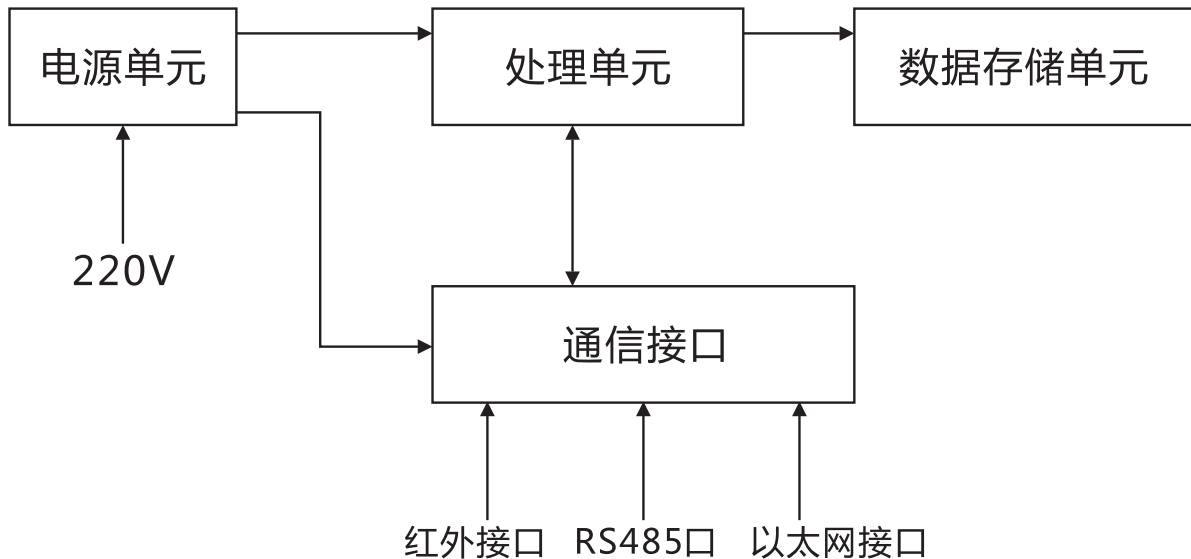 电源单元
处理单元
数据存储单元
220V
通信接口
红外接口
RS485口
以太网接口